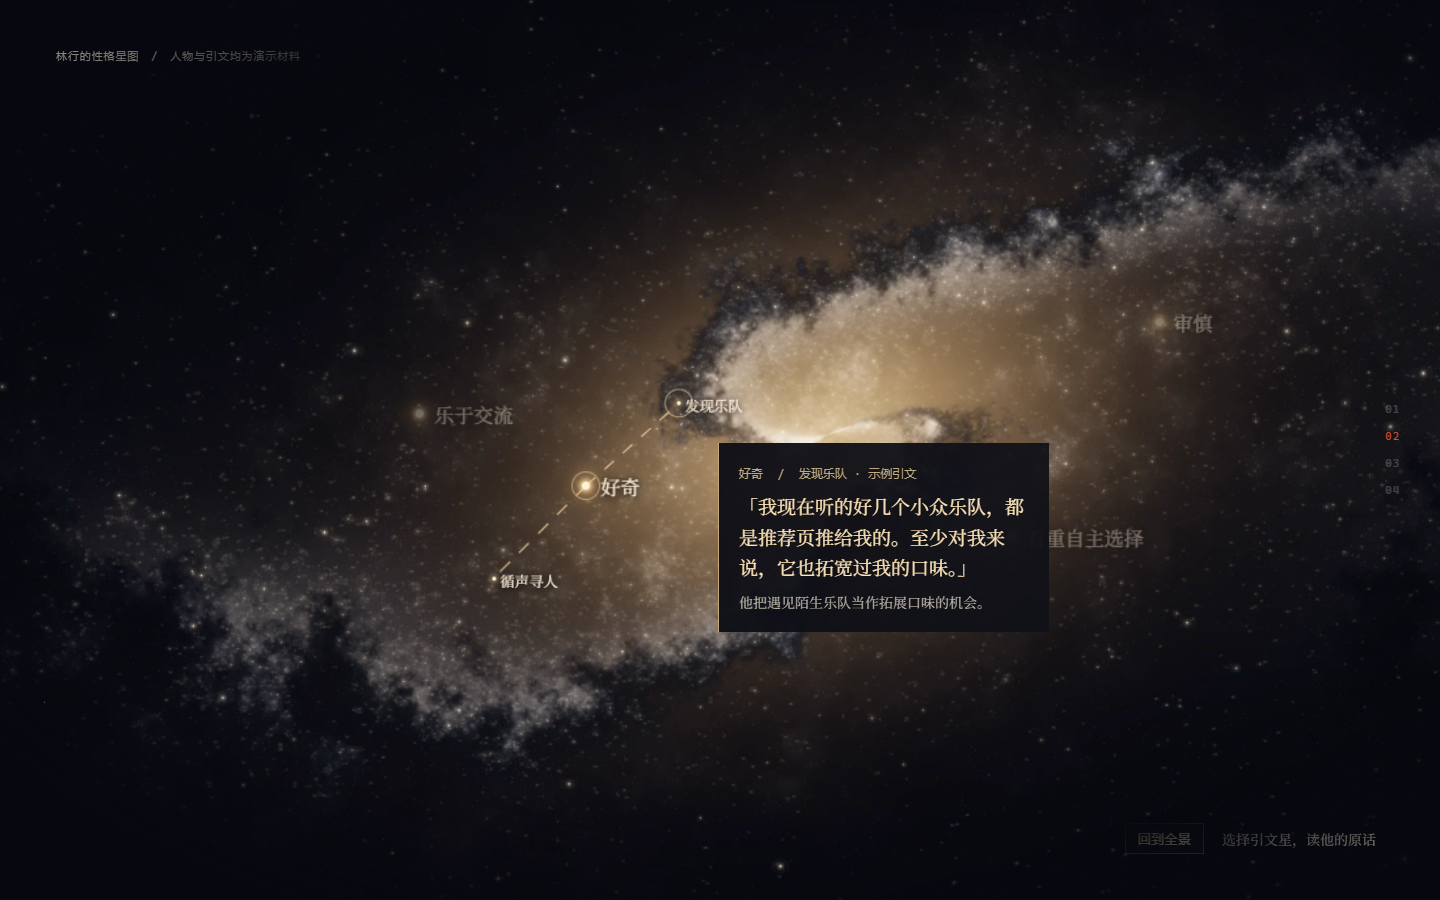 林行的性格星图 / 人物与引文均为演示材料
审慎
发现乐队
乐于交流
01
02
03
04
好奇
好奇 / 发现乐队 · 示例引文
「我现在听的好几个小众乐队，都
是推荐页推给我的。至少对我来
说，它也拓宽过我的口味。」
他把遇见陌生乐队当作拓展口味的机会。
重自主选择
循声寻人
回到全景
选择引文星，读他的原话